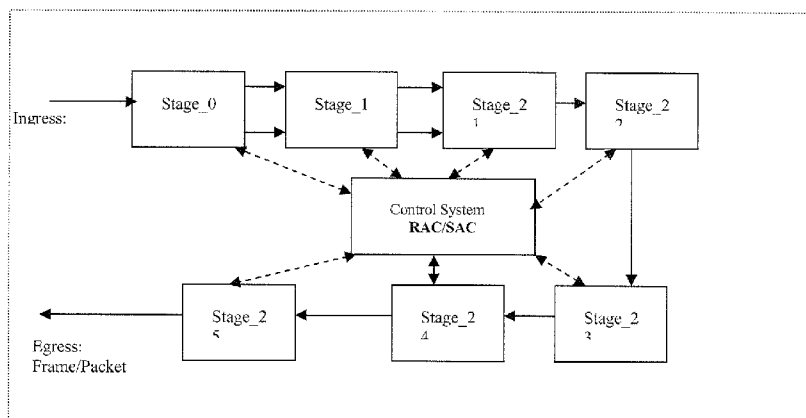 Ingress:
Stage_0
Stage_1
Stage_2
1
Stage_2
2
Control System
RAC/SAC
Stage_2
5
Stage_2
4
Stage_2
3
Egress:
Frame/Packet